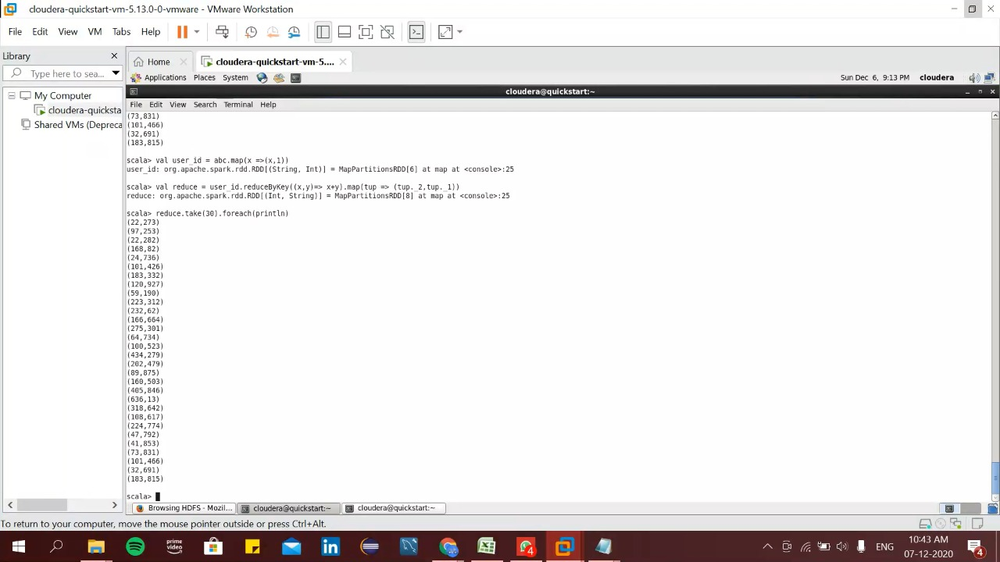 cloudera-quickstart-vm-5.13.0-0-vmware - VMware Workstation
File Edit View VM Tabs Help
Library
Type here to sea...
My Computer
cloudera-quicksta
Shared VMs (Depreca
Home
cloudera-quickstart-vm-5....
Applications Places System
Sun Dec 6, 9:13 PM cloudera
cloudera@quickstart:~
File Edit View Search Terminal Help
(73,831)
(101,466)
(32,691)
(183,815)
scala> val user_id = abc.map(x =>(x,1))
user_id: org.apache.spark.rdd.RDD[(String, Int)] = MapPartitionsRDD[6] at map at <console>:25
scala> val reduce = user_id.reduceByKey((x,y)=> x+y).map(tup => (tup._2,tup._1))
reduce: org.apache.spark.rdd.RDD[(Int, String)] = MapPartitionsRDD[8] at map at <console>:25
scala> reduce.take(30).foreach(println)
(22,273)
(97,253)
(22,282)
(168,82)
(24,736)
(101,426)
(183,332)
(120,927)
(59,190)
(223,312)
(232,62)
(166,664)
(275,301)
(64,734)
(100,523)
(434,279)
(202,479)
(89,875)
(160,503)
(405,846)
(636,13)
(318,642)
(108,617)
(224,774)
(47,792)
(41,853)
(73,831)
(101,466)
(32,691)
(183,815)
scala>
Browsing HDFS - Mozil...
cloudera@quickstart:~
cloudera@quickstart:~
To return to your computer, move the mouse pointer outside or press Ctrl+Alt.
prime video
in
4
ENG
10:43 AM
07-12-2020
4